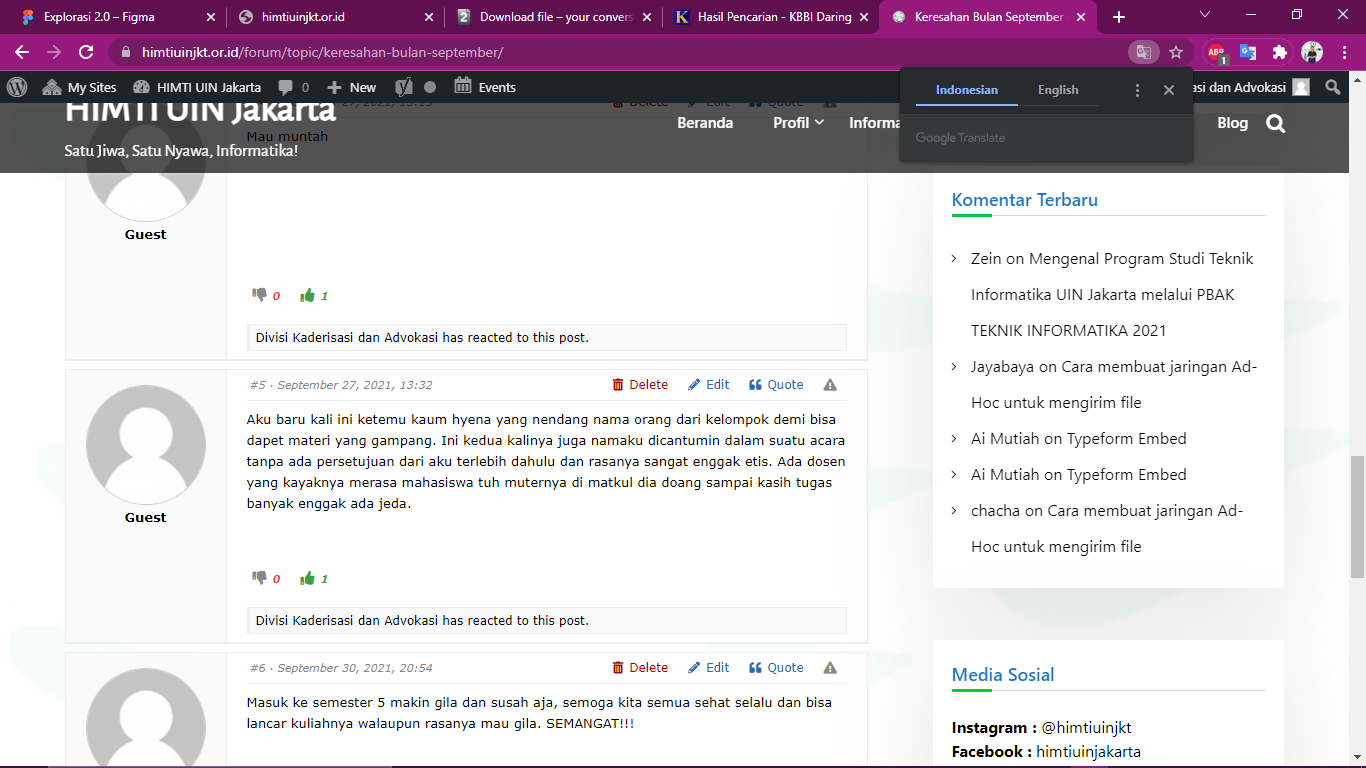 Explorasi 2.0 – Figma
himtiuinjkt.or.id
Download file – your convers
Hasil Pencarian - KBBI Daring
Keresahan Bulan September
himtiuinjkt.or.id/forum/topic/keresahan-bulan-september/
ABP
1
My Sites
HIMTI UIN Jakarta
0
New
Events
asi dan Advokasi
Indonesian
English
Google Translate
HIMTI UIN Jakarta
Satu Jiwa, Satu Nyawa, Informatika!
Beranda
Profil
Informa
Blog
27, 2021, 13:15
Delete
Edit
Quote
Mau muntah
Guest
0
1
Divisi Kaderisasi dan Advokasi has reacted to this post.
#5 · September 27, 2021, 13:32
Delete
Edit
Quote
Aku baru kali ini ketemu kaum hyena yang nendang nama orang dari kelompok demi bisa
dapet materi yang gampang. Ini kedua kalinya juga namaku dicantumin dalam suatu acara
tanpa ada persetujuan dari aku terlebih dahulu dan rasanya sangat enggak etis. Ada dosen
yang kayaknya merasa mahasiswa tuh muternya di matkul dia doang sampai kasih tugas
banyak enggak ada jeda.
Guest
0
1
Divisi Kaderisasi dan Advokasi has reacted to this post.
#6 · September 30, 2021, 20:54
Delete
Edit
Quote
Masuk ke semester 5 makin gila dan susah aja, semoga kita semua sehat selalu dan bisa
lancar kuliahnya walaupun rasanya mau gila. SEMANGAT!!!
Komentar Terbaru
Zein on Mengenal Program Studi Teknik
Informatika UIN Jakarta melalui PBAK
TEKNIK INFORMATIKA 2021
Jayabaya on Cara membuat jaringan Ad-
Hoc untuk mengirim file
Ai Mutiah on Typeform Embed
Ai Mutiah on Typeform Embed
chacha on Cara membuat jaringan Ad-
Hoc untuk mengirim file
Media Sosial
Instagram : @himtiuinjkt
Facebook : himtiuinjakarta